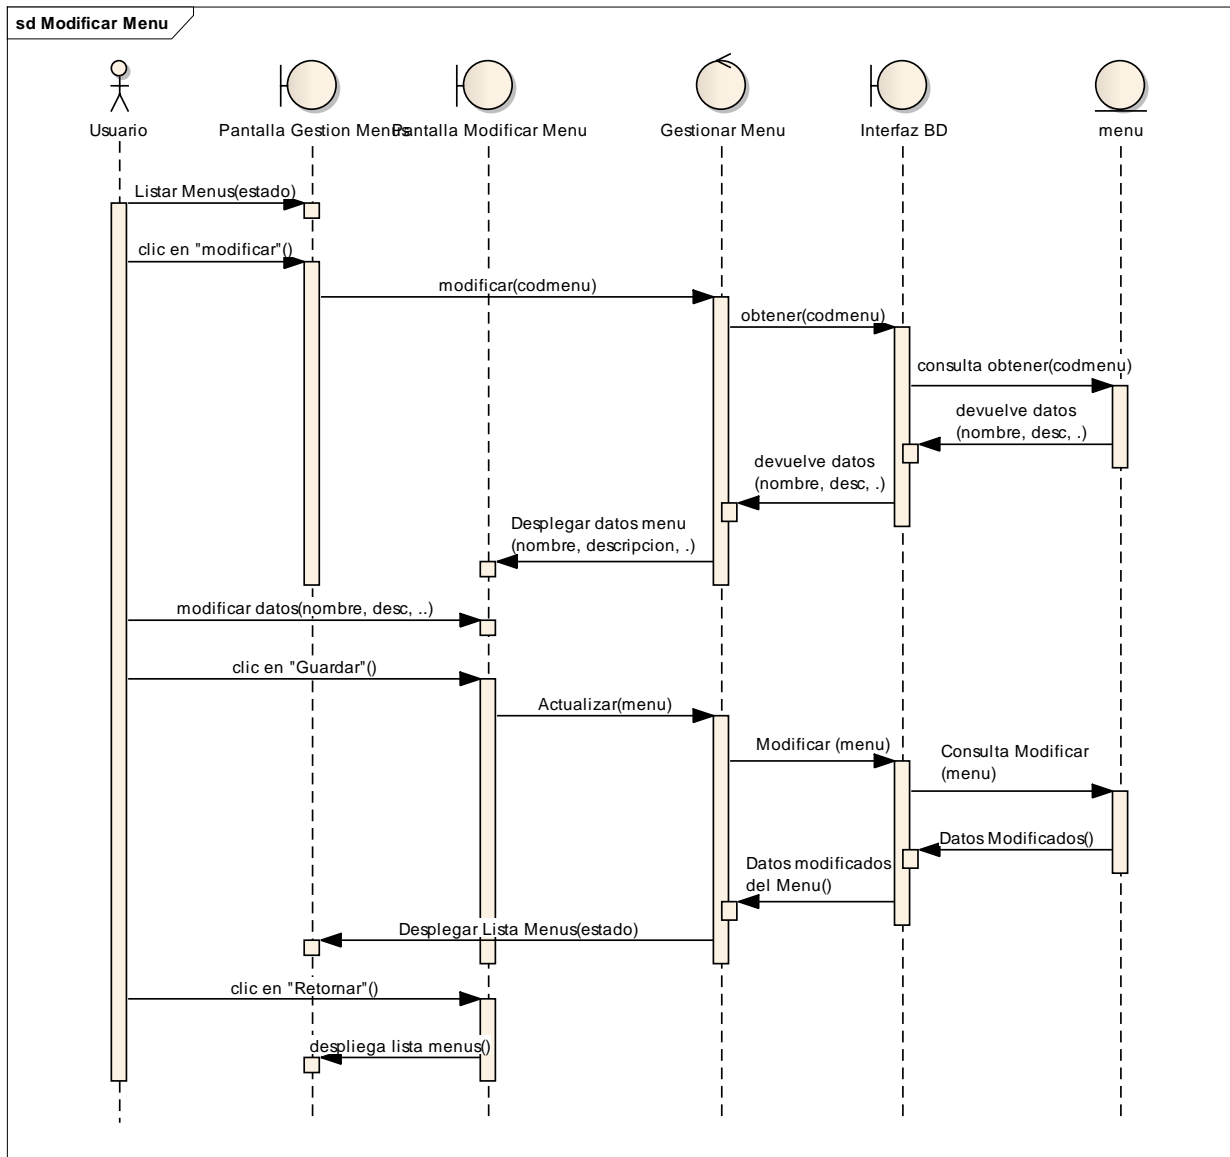 sd Modificar Menu
Usuario
Pantalla Gestion Menus
Pantalla Modificar Menu
Gestionar Menu
Interfaz BD
menu
Listar Menus(estado)
clic en "modificar"()
modificar(codmenu)
obtener(codmenu)
consulta obtener(codmenu)
devuelve datos
(nombre, desc, .)
devuelve datos
(nombre, desc, .)
Desplegar datos menu
(nombre, descripcion, .)
modificar datos(nombre, desc, ..)
clic en "Guardar"()
Actualizar(menu)
Modificar (menu)
Consulta Modificar
(menu)
Datos Modificados()
Datos modificados
del Menu()
Desplegar Lista Menus(estado)
clic en "Retornar"()
despliega lista menus()